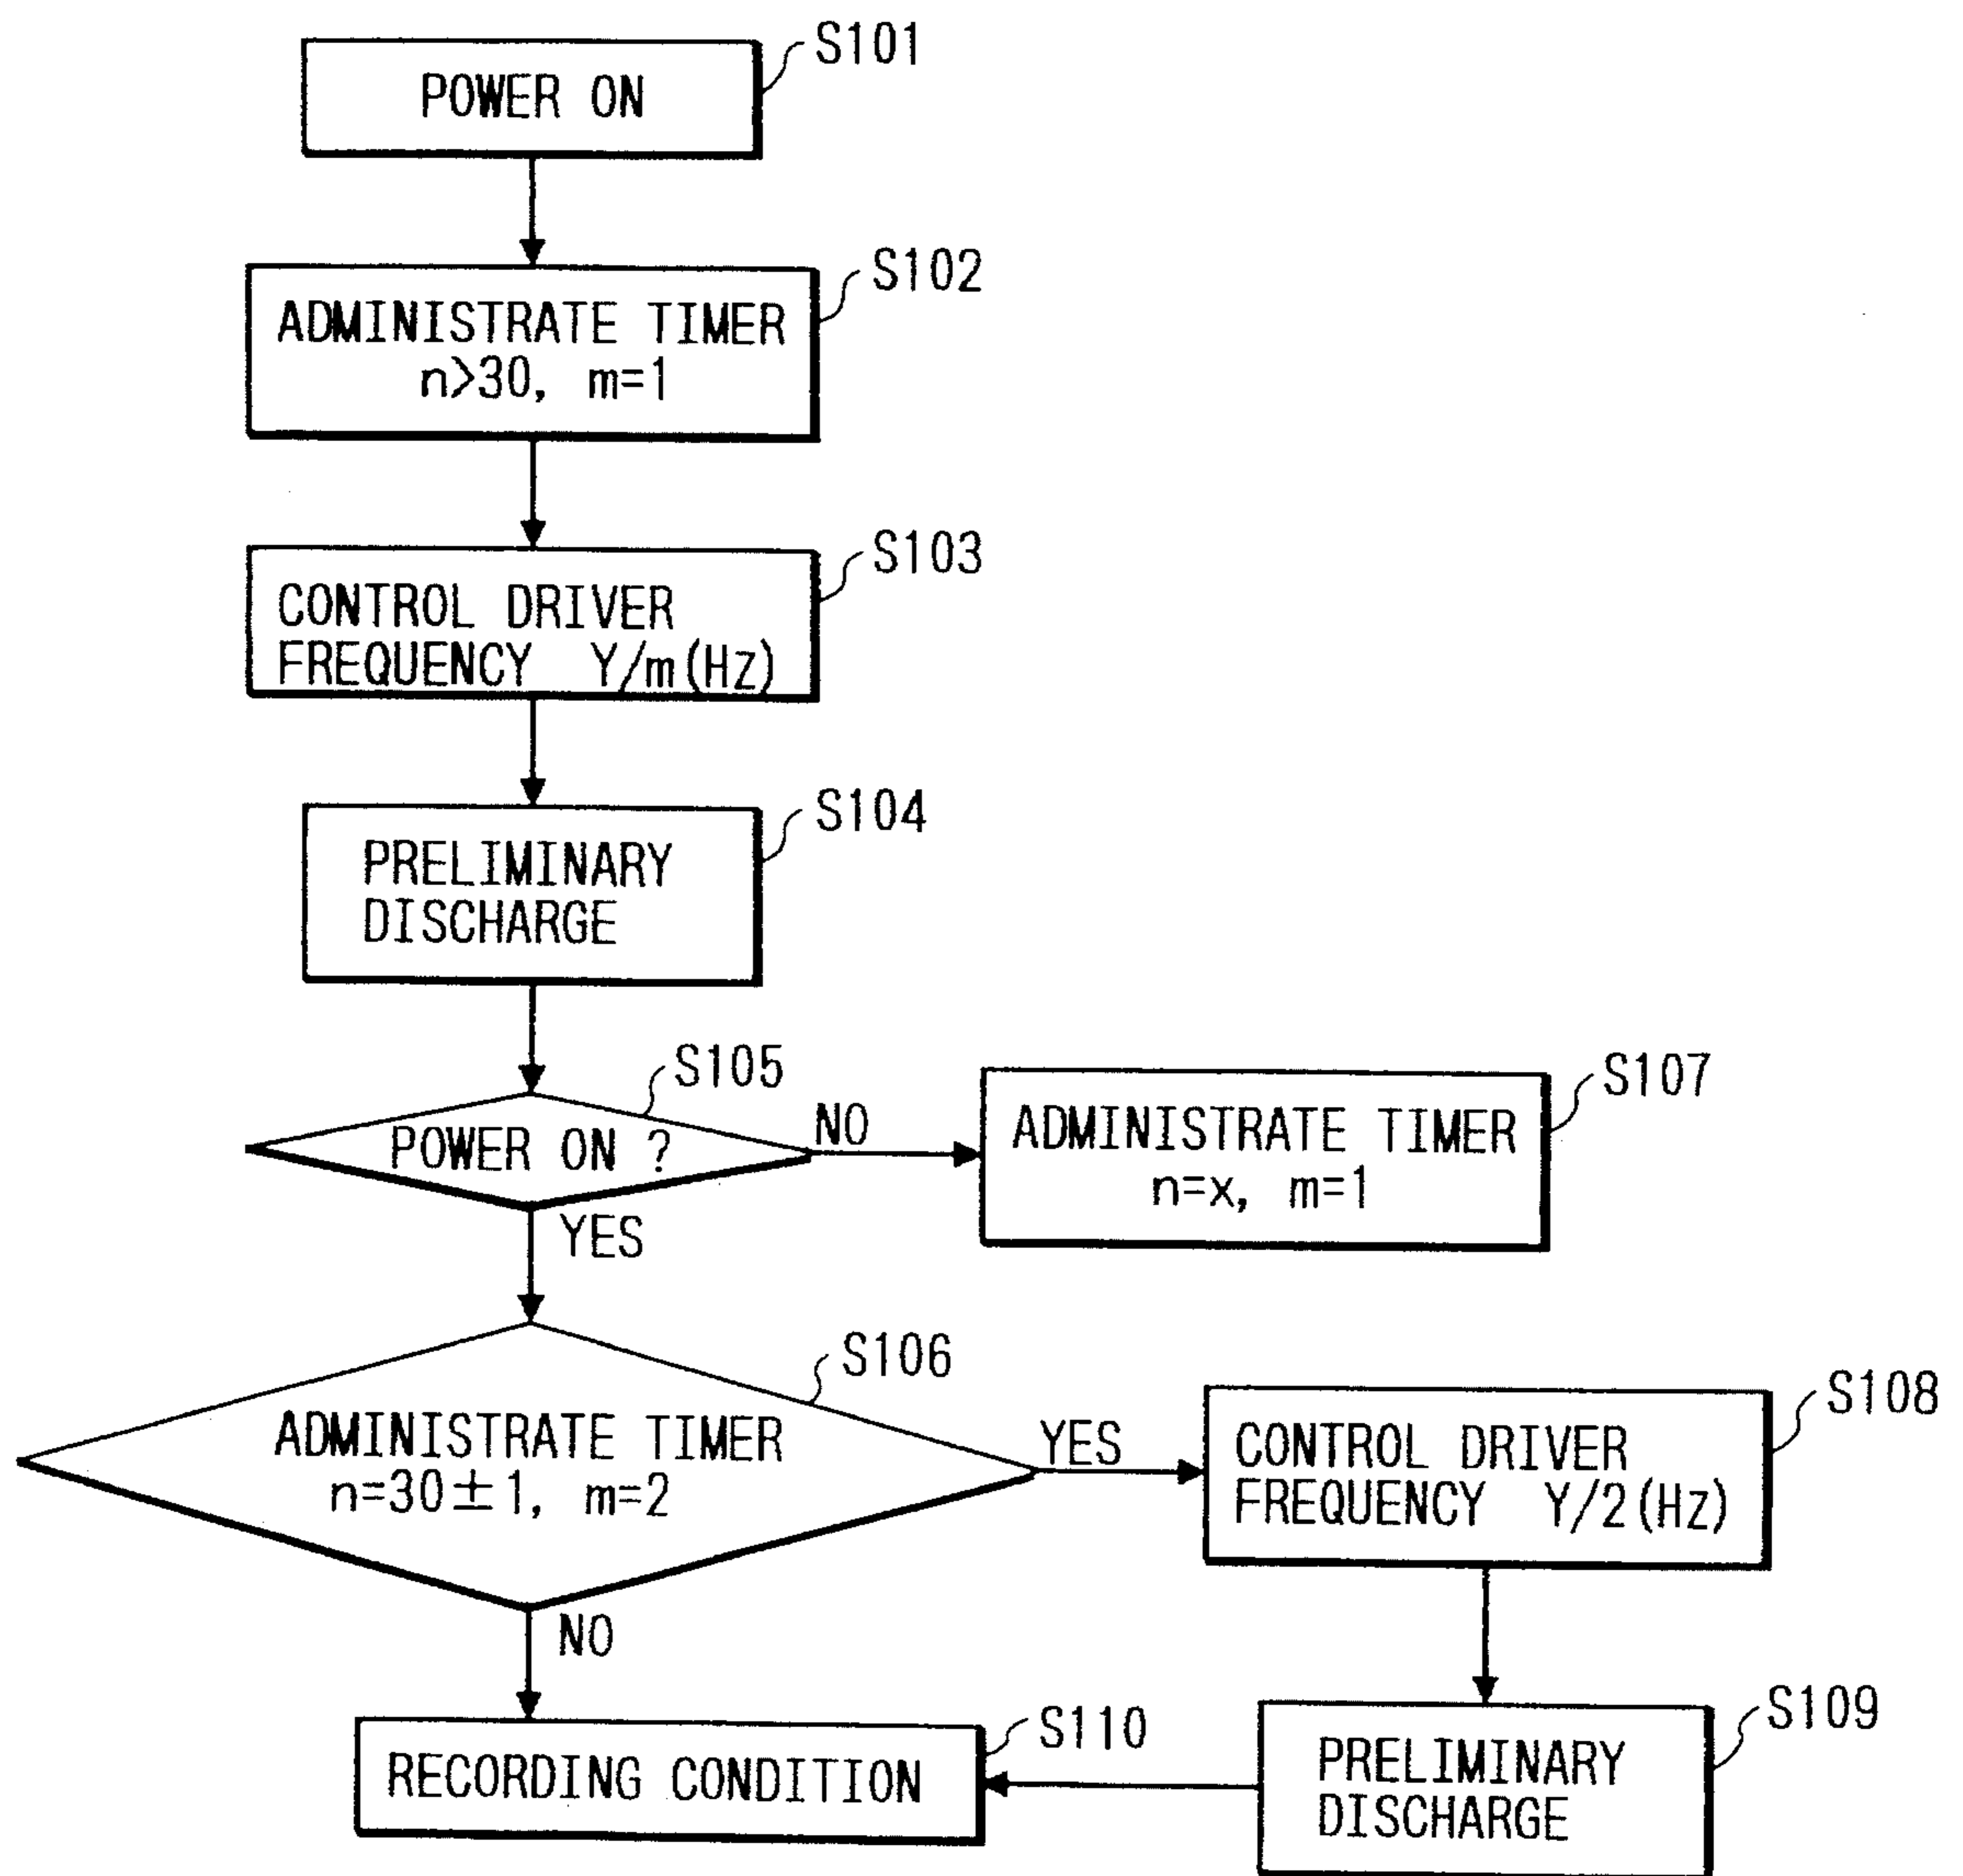 S101
POWER ON
S102
ADMINISTRATE TIMER
n>30, m=1
S103
CONTROL DRIVER
FREQUENCY Y/m(Hz)
S104
PRELIMINARY
DISCHARGE
S105
POWER ON ?
NO
YES
S107
ADMINISTRATE TIMER
n=x, m=1
S106
ADMINISTRATE TIMER
n=30±1, m=2
YES
NO
S108
CONTROL DRIVER
FREQUENCY Y/2(Hz)
S109
PRELIMINARY
DISCHARGE
S110
RECORDING CONDITION